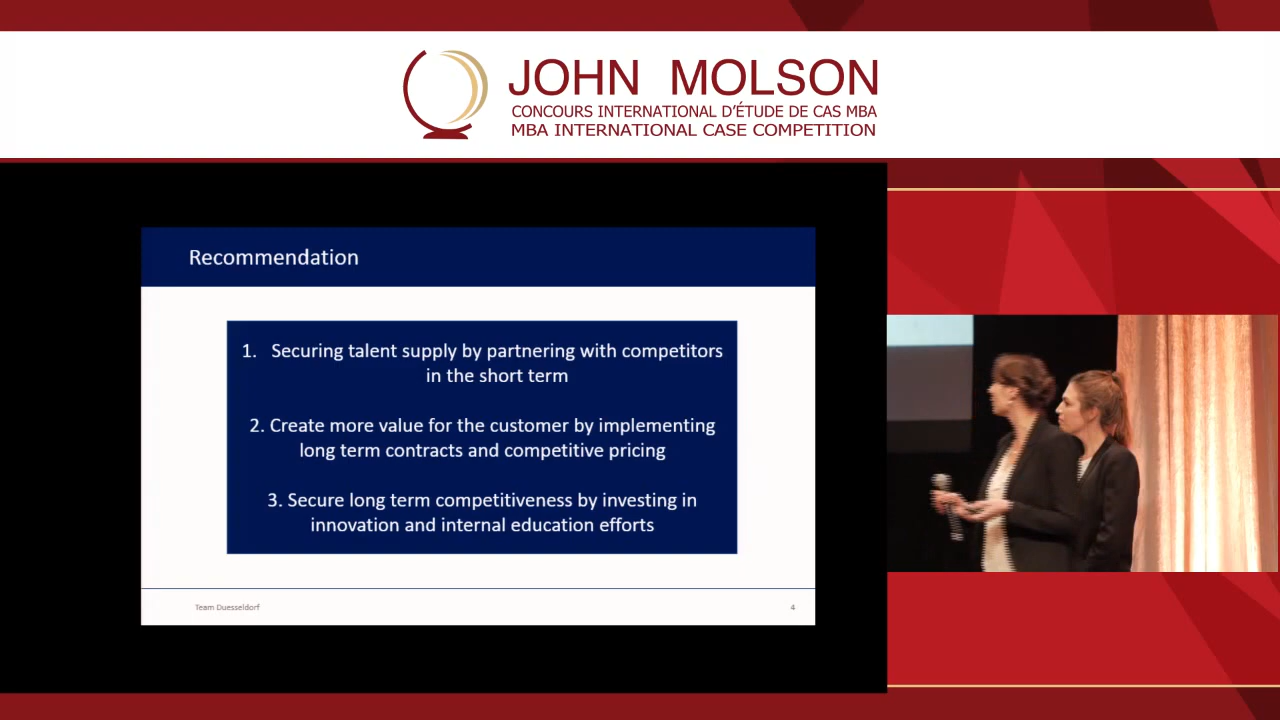 JOHN MOLSON
CONCOURS INTERNATIONAL D'ÉTUDE DE CAS MBA
MBA INTERNATIONAL CASE COMPETITION
Recommendation
1. Securing talent supply by partnering with competitors
in the short term
2. Create more value for the customer by implementing
long term contracts and competitive pricing
3. Secure long term competitiveness by investing in
innovation and internal education efforts
Team Duesseldorf
4